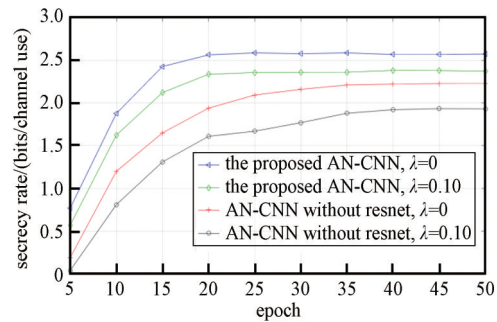 secrecy rate/(bits/channel use)
3.0
2.5
2.0
1.5
1.0
0.5
0
the proposed AN-CNN, λ=0
the proposed AN-CNN, λ=0.10
AN-CNN without resnet, λ=0
AN-CNN without resnet, λ=0.10
5 10 15 20 25 30 35 40 45 50
epoch